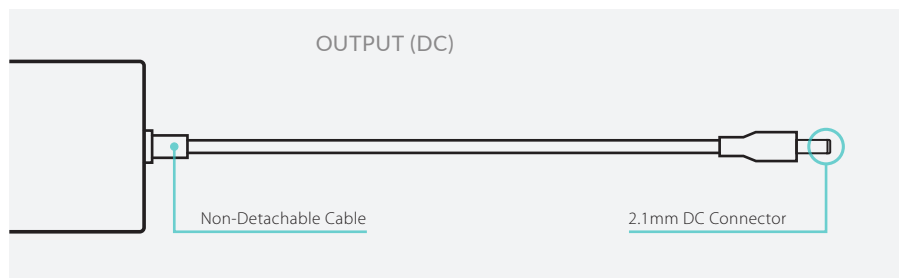 OUTPUT (DC)
Non-Detachable Cable
2.1mm DC Connector